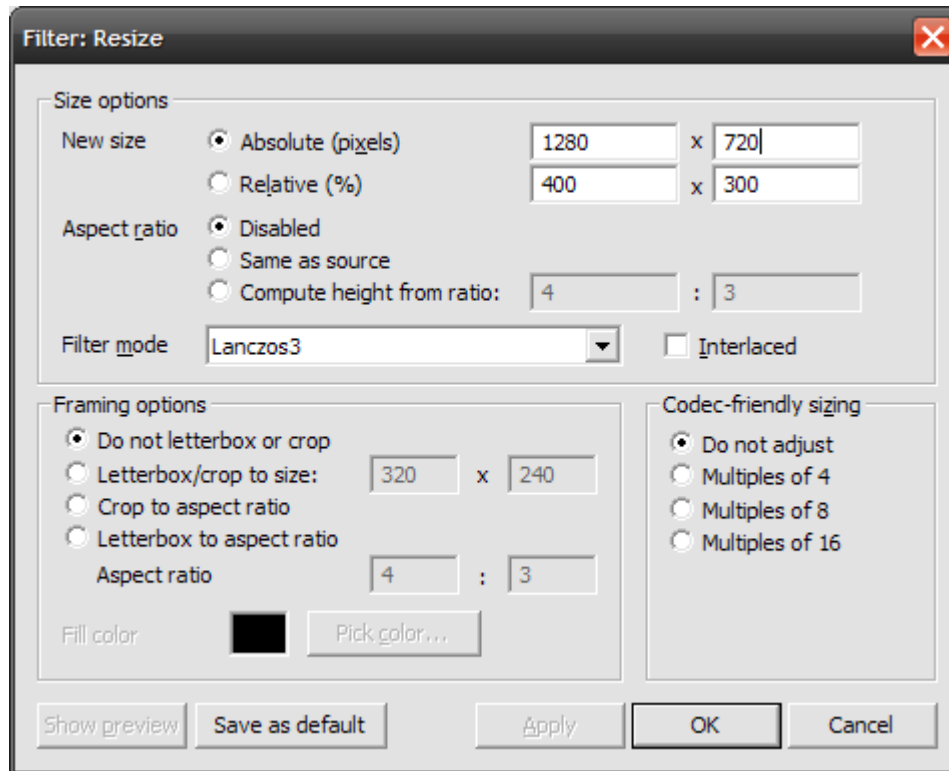 Filter: Resize
Size options
New size Absolute (pixels) 1280 x 720
Relative (%) 400 x 300
Aspect ratio Disabled
Same as source
Compute height from ratio: 4 : 3
Filter mode Lanczos3 Interlaced
Framing options
Do not letterbox or crop
Letterbox/crop to size: 320 x 240
Crop to aspect ratio
Letterbox to aspect ratio
Aspect ratio 4 : 3
Fill color Pick color...
Codec-friendly sizing
Do not adjust
Multiples of 4
Multiples of 8
Multiples of 16
Show preview Save as default Apply OK Cancel